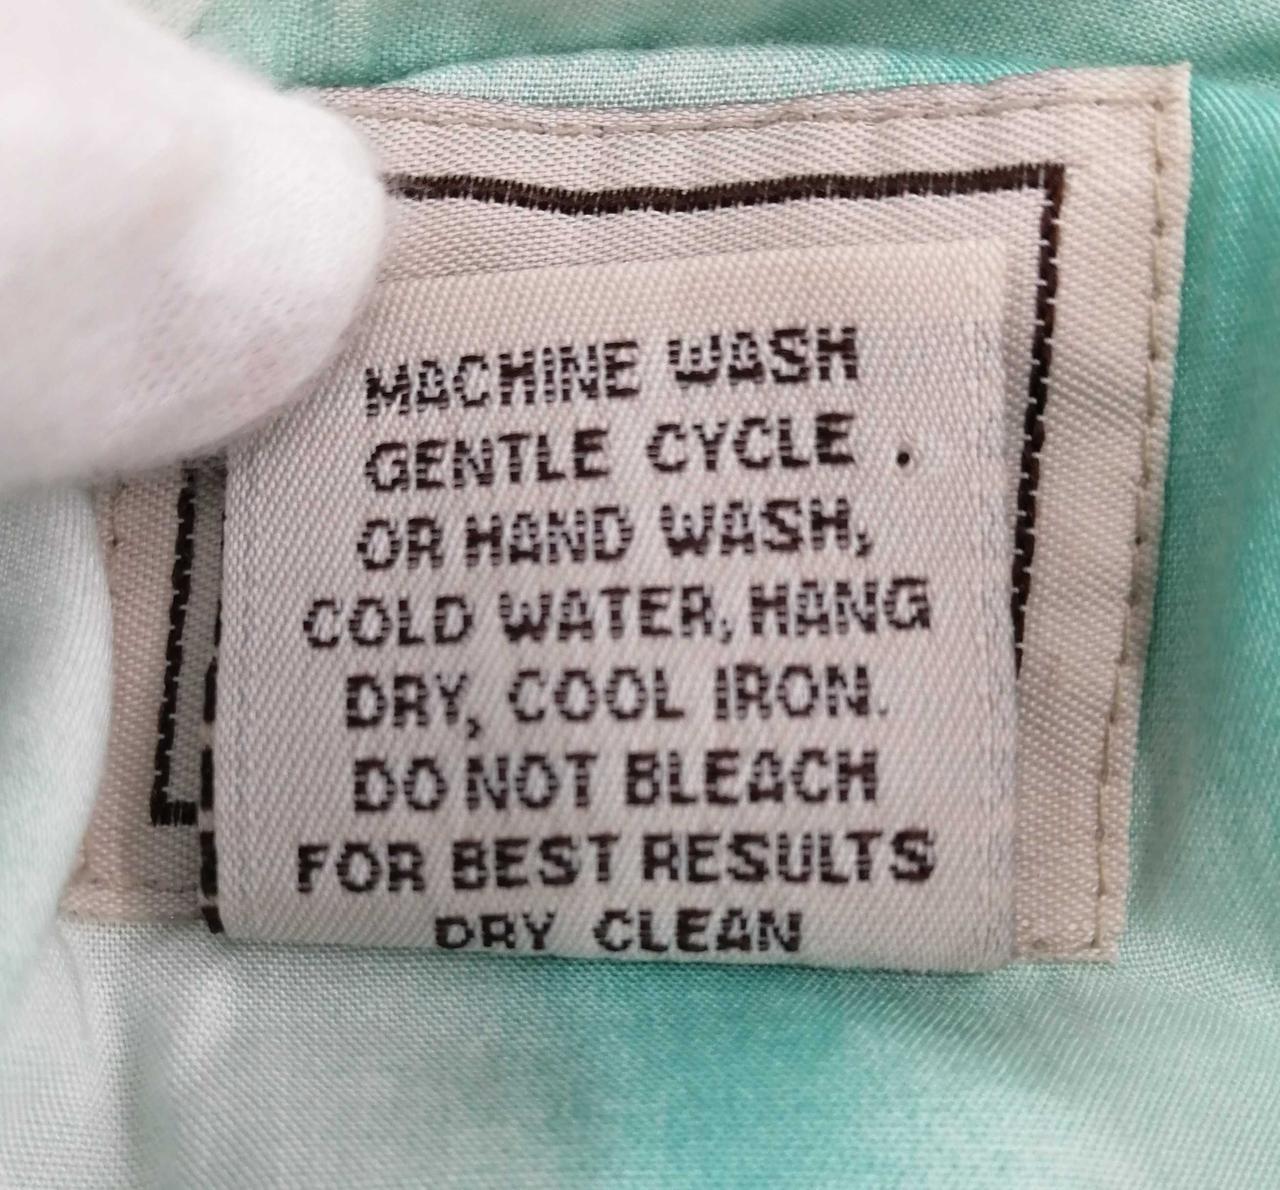 MACHINE WASH
GENTLE CYCLE .
OR HAND WASH,
COLD WATER, HANG
DRY, COOL IRON.
DO NOT BLEACH
FOR BEST RESULTS
DRY CLEAN